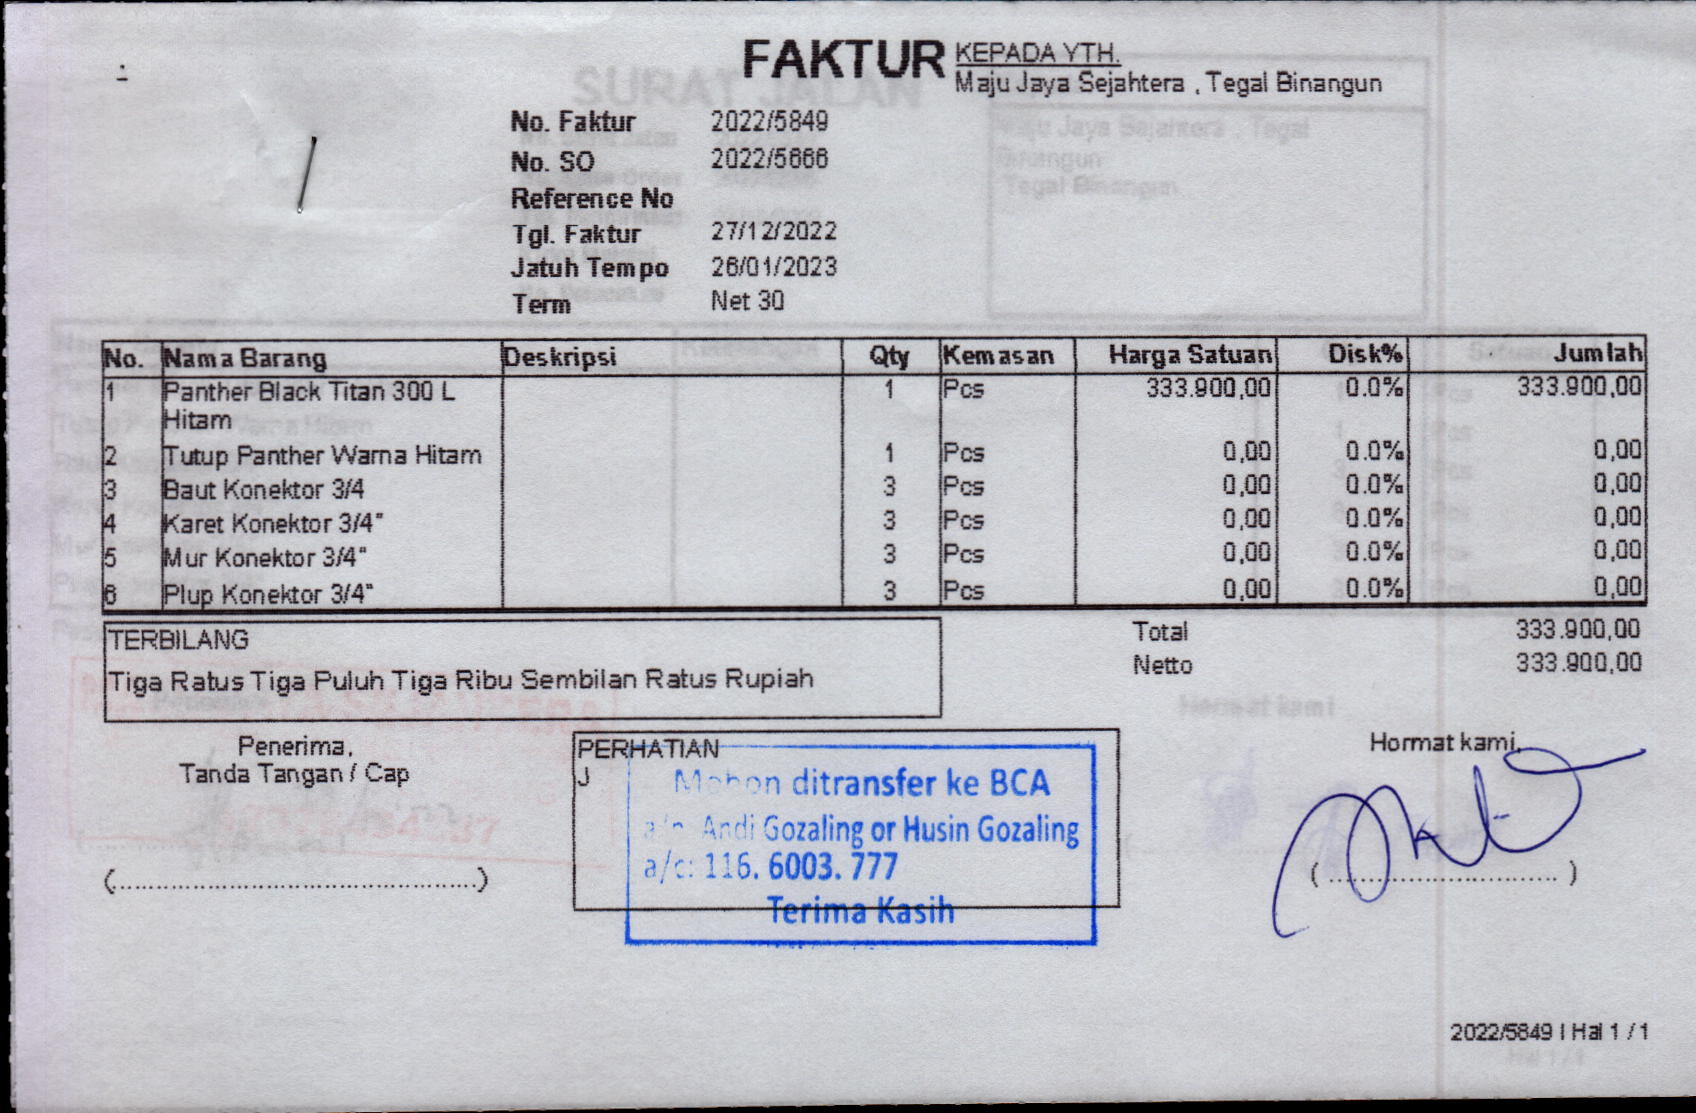 FAKTUR
KEPADA YTH.
Maju Jaya Sejahtera , Tegal Binangun
No. Faktur 2022/5849
No. SO 2022/5666
Reference No
Tgl. Faktur 27/12/2022
Jatuh Tempo 26/01/2023
Term Net 30
No. Nama Barang Deskripsi Qty Kemasan Harga Satuan Disk% Jumlah
1 Panther Black Titan 300 L 1 Pcs 333.900,00 0.0% 333.900,00
Hitam
2 Tutup Panther Warna Hitam 1 Pcs 0,00 0.0% 0,00
3 Baut Konektor 3/4 3 Pcs 0,00 0.0% 0,00
4 Karet Konektor 3/4" 3 Pcs 0,00 0.0% 0,00
5 Mur Konektor 3/4" 3 Pcs 0,00 0.0% 0,00
6 Plup Konektor 3/4" 3 Pcs 0,00 0.0% 0,00
TERBILANG
Tiga Ratus Tiga Puluh Tiga Ribu Sembilan Ratus Rupiah
Total 333.900,00
Netto 333.900,00
Penerima,
Tanda Tangan / Cap
(..............................................)
PERHATIAN
J
Mohon ditransfer ke BCA
a/n Andi Gozaling or Husin Gozaling
a/c: 116. 6003. 777
Terima Kasih
Hormat kami,
(..............................)
2022/5849 | Hal 1 / 1